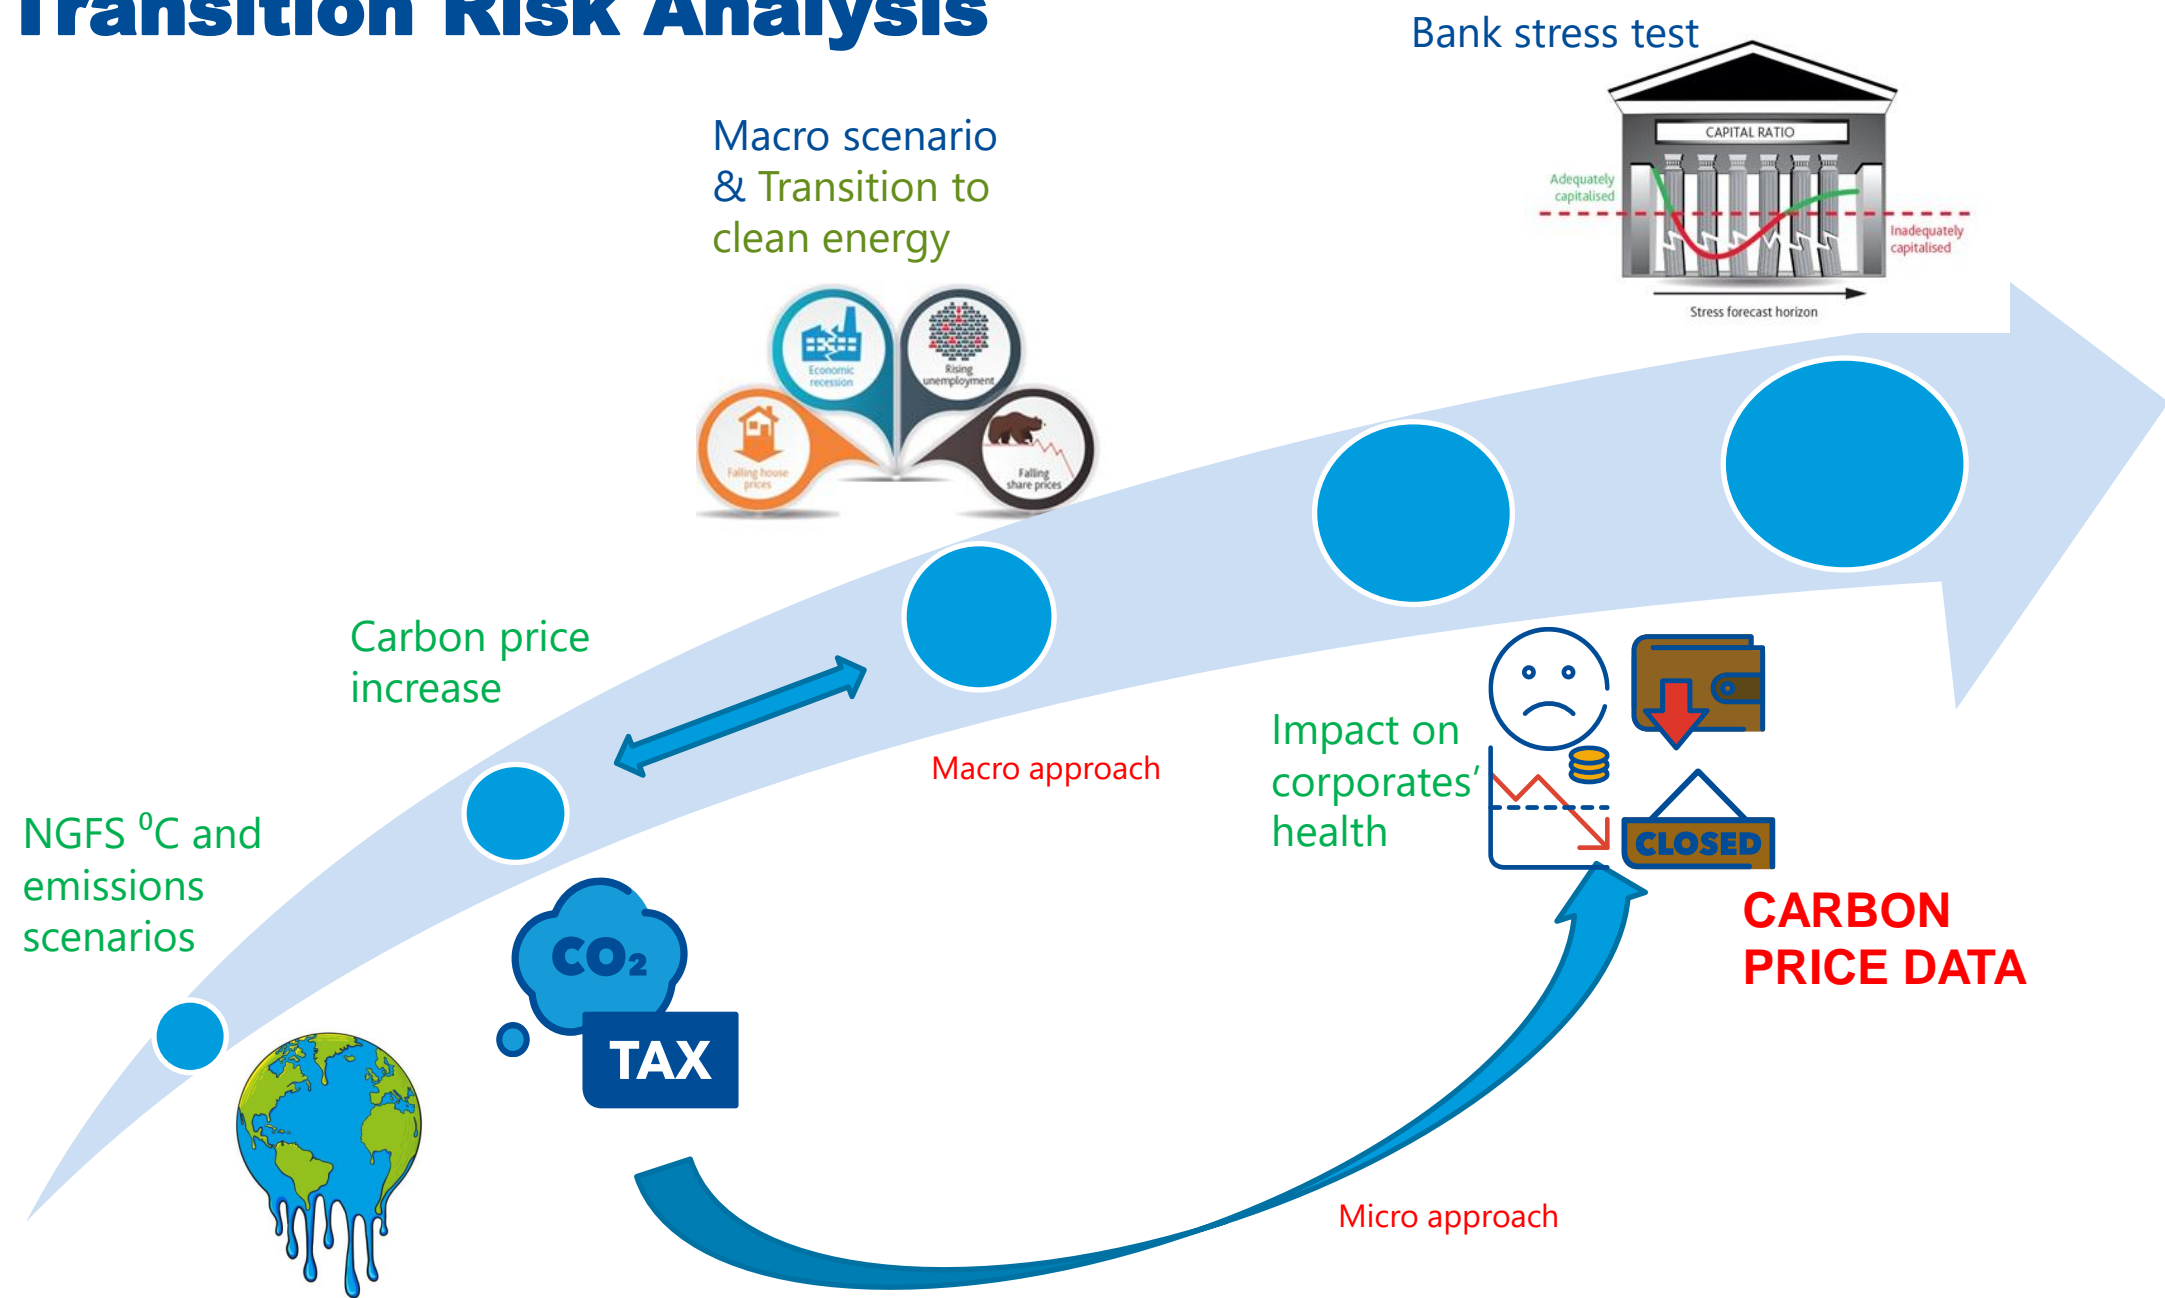 Transition Risk Analysis
Bank stress test
CAPITAL RATIO
Adequately
capitalised
Inadequately
capitalised
Stress forecast horizon
Macro scenario
& Transition to
clean energy
Economic
recession
Rising
unemployment
Falling house
prices
Falling
share prices
Carbon price
increase
Macro approach
Impact on
corporates’
health
CLOSED
CARBON
PRICE DATA
NGFS ⁰C and
emissions
scenarios
CO₂
TAX
Micro approach